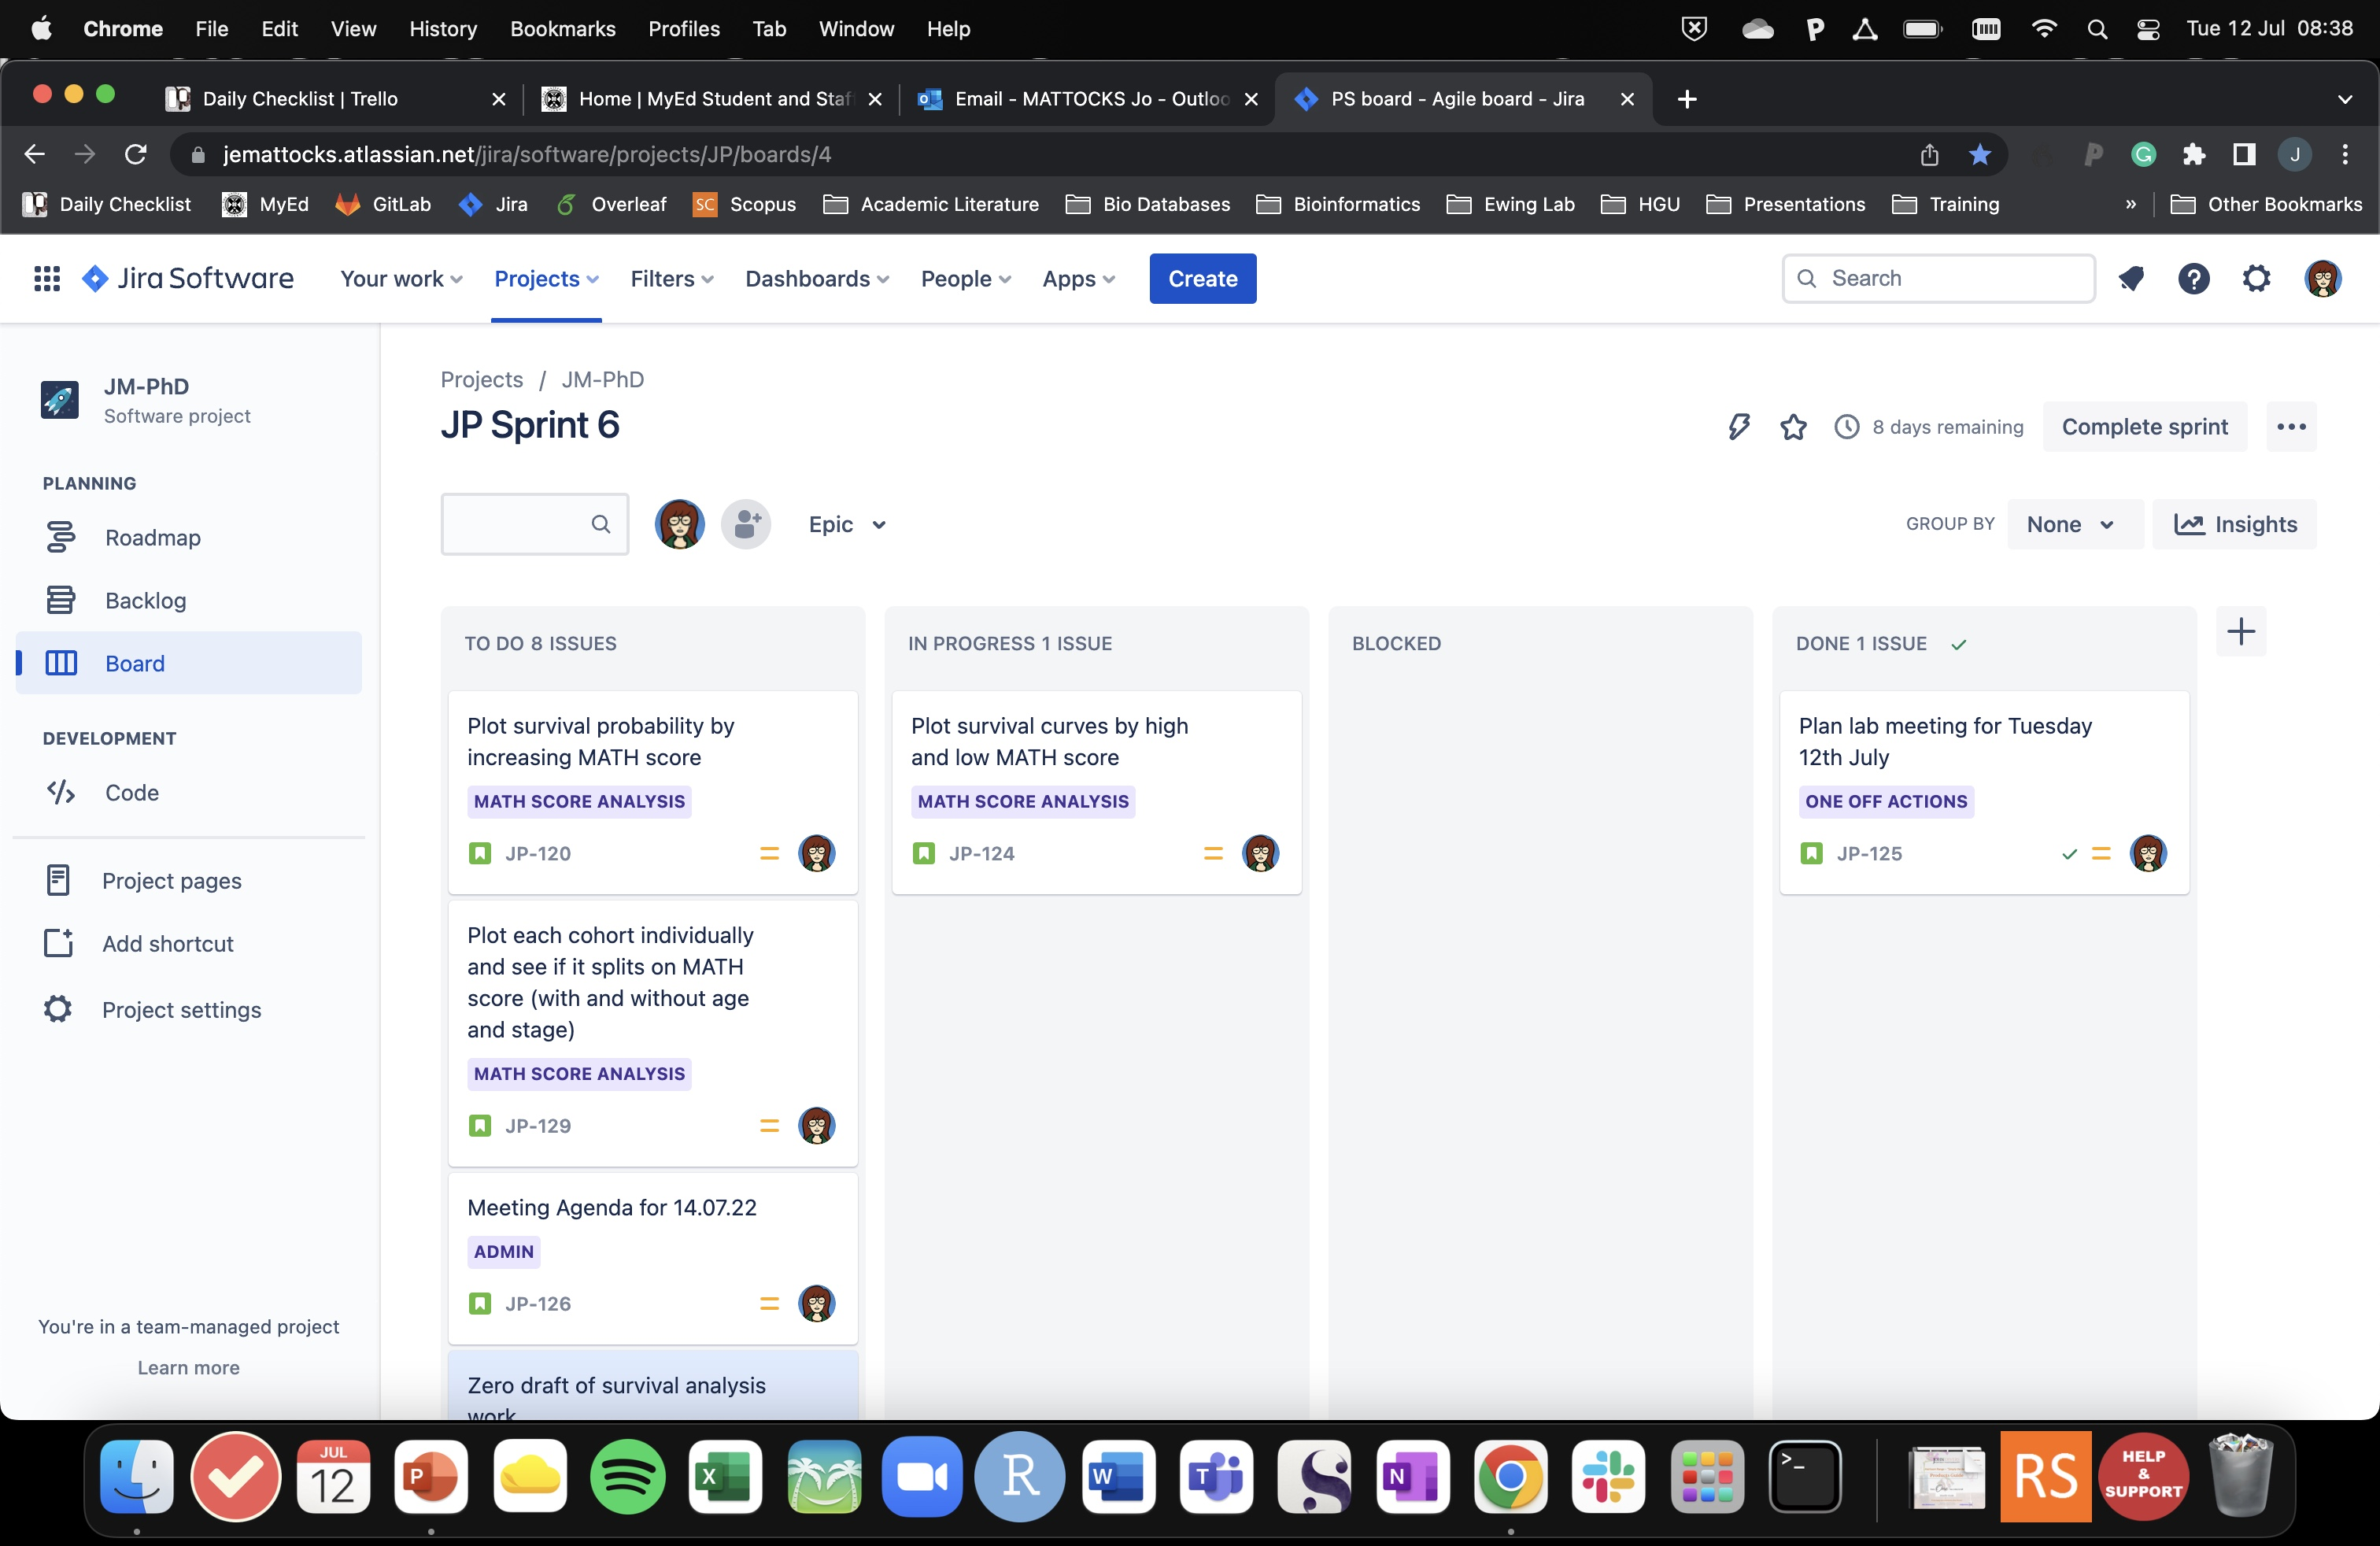 Chrome File Edit View History Bookmarks Profiles Tab Window Help Tue 12 Jul 08:38
Daily Checklist | Trello
Home | MyEd Student and Staf
Email - MATTOCKS Jo - Outloo
PS board - Agile board - Jira
jemattocks.atlassian.net/jira/software/projects/JP/boards/4
P G J
Daily Checklist MyEd GitLab Jira Overleaf SC Scopus Academic Literature Bio Databases Bioinformatics Ewing Lab HGU Presentations Training » Other Bookmarks
Jira Software Your work Projects Filters Dashboards People Apps Create Search
JM-PhD
Software project
PLANNING
Roadmap
Backlog
Board
DEVELOPMENT
Code
Project pages
Add shortcut
Project settings
You're in a team-managed project
Learn more
Projects / JM-PhD
JP Sprint 6
8 days remaining Complete sprint
Epic
GROUP BY None Insights
TO DO 8 ISSUES
Plot survival probability by
increasing MATH score
MATH SCORE ANALYSIS
JP-120
Plot each cohort individually
and see if it splits on MATH
score (with and without age
and stage)
MATH SCORE ANALYSIS
JP-129
Meeting Agenda for 14.07.22
ADMIN
JP-126
Zero draft of survival analysis
work
IN PROGRESS 1 ISSUE
Plot survival curves by high
and low MATH score
MATH SCORE ANALYSIS
JP-124
BLOCKED
DONE 1 ISSUE
Plan lab meeting for Tuesday
12th July
ONE OFF ACTIONS
JP-125
JUL
12
P
X
R
W
T
N
>_
RS
HELP
&
SUPPORT